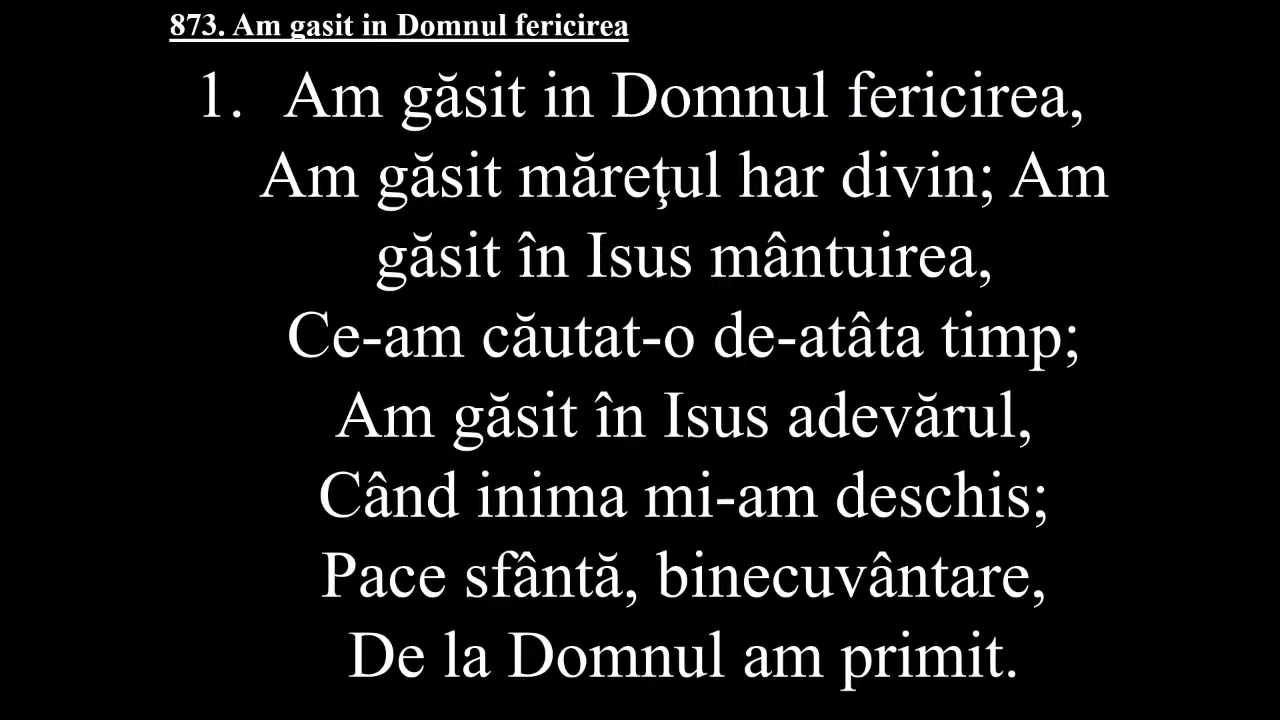 873. Am gasit in Domnul fericirea
1. Am găsit in Domnul fericirea,
Am găsit măreţul har divin; Am
găsit în Isus mântuirea,
Ce-am căutat-o de-atâta timp;
Am găsit în Isus adevărul,
Când inima mi-am deschis;
Pace sfântă, binecuvântare,
De la Domnul am primit.